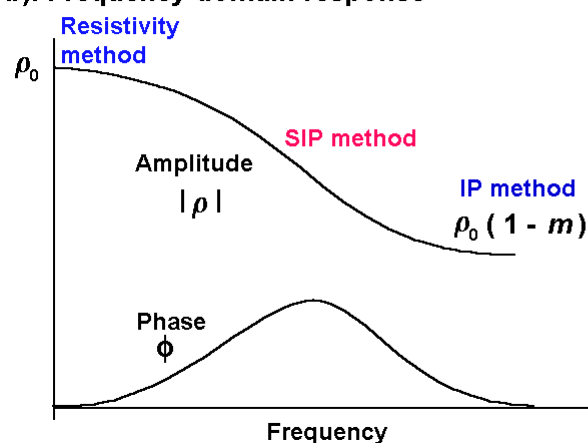 Resistivity
method
ρ₀
SIP method
Amplitude
| ρ |
IP method
ρ₀ ( 1 - m )
Phase
ϕ
Frequency